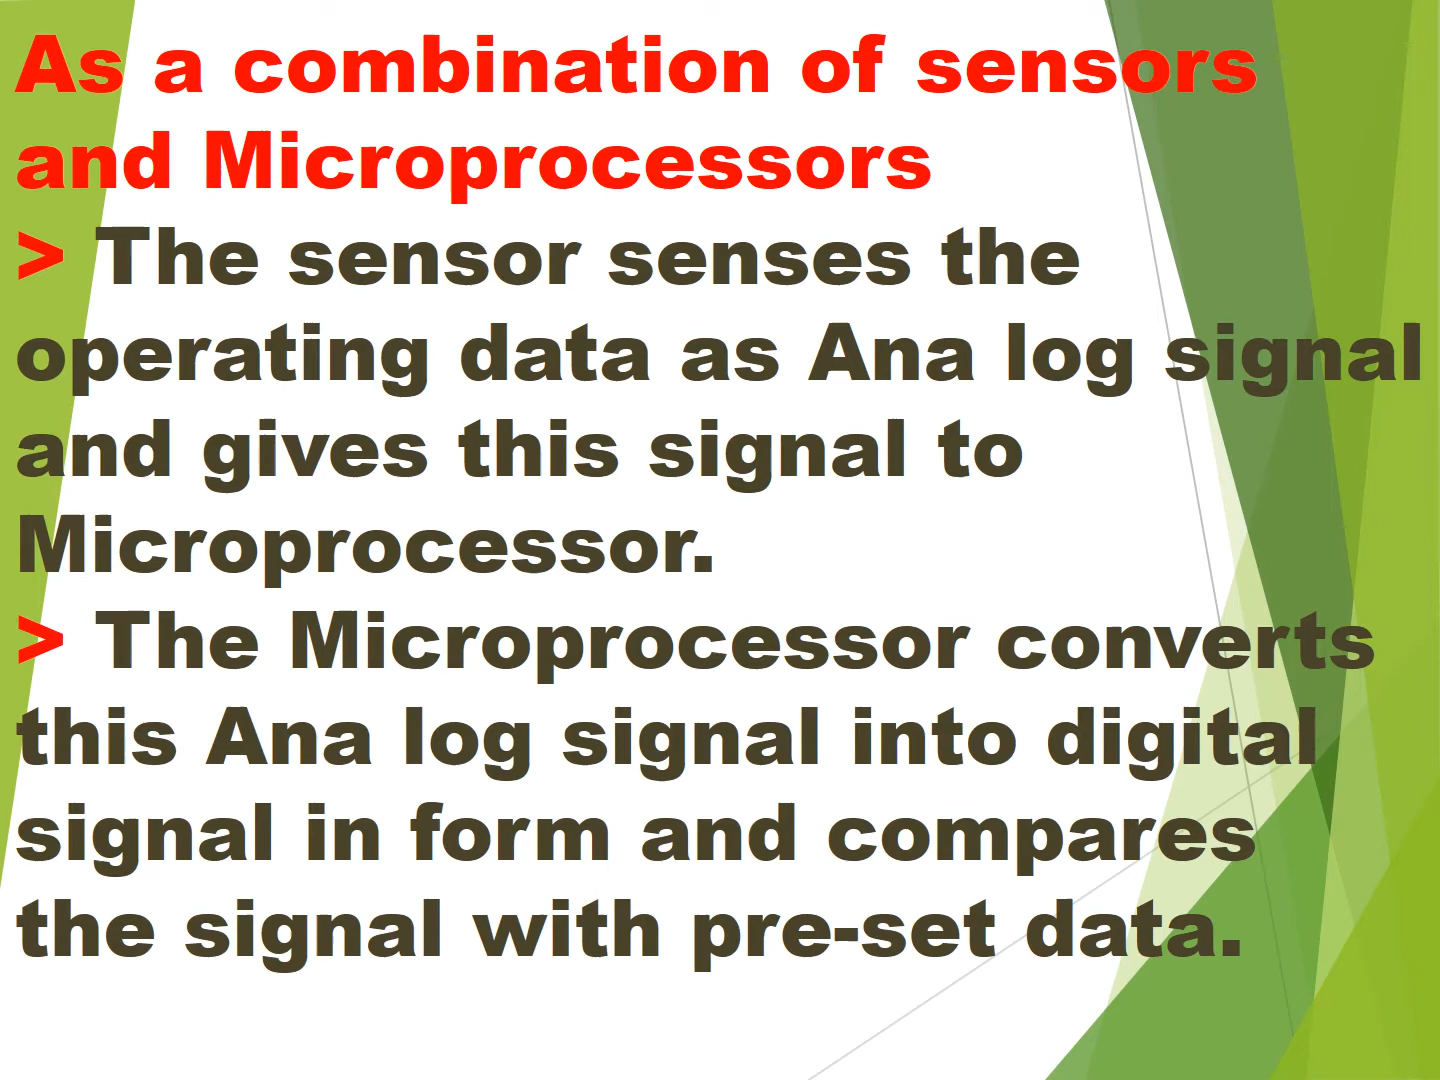 As a combination of sensors
and Microprocessors
> The sensor senses the
operating data as Ana log signal
and gives this signal to
Microprocessor.
> The Microprocessor converts
this Ana log signal into digital
signal in form and compares
the signal with pre-set data.